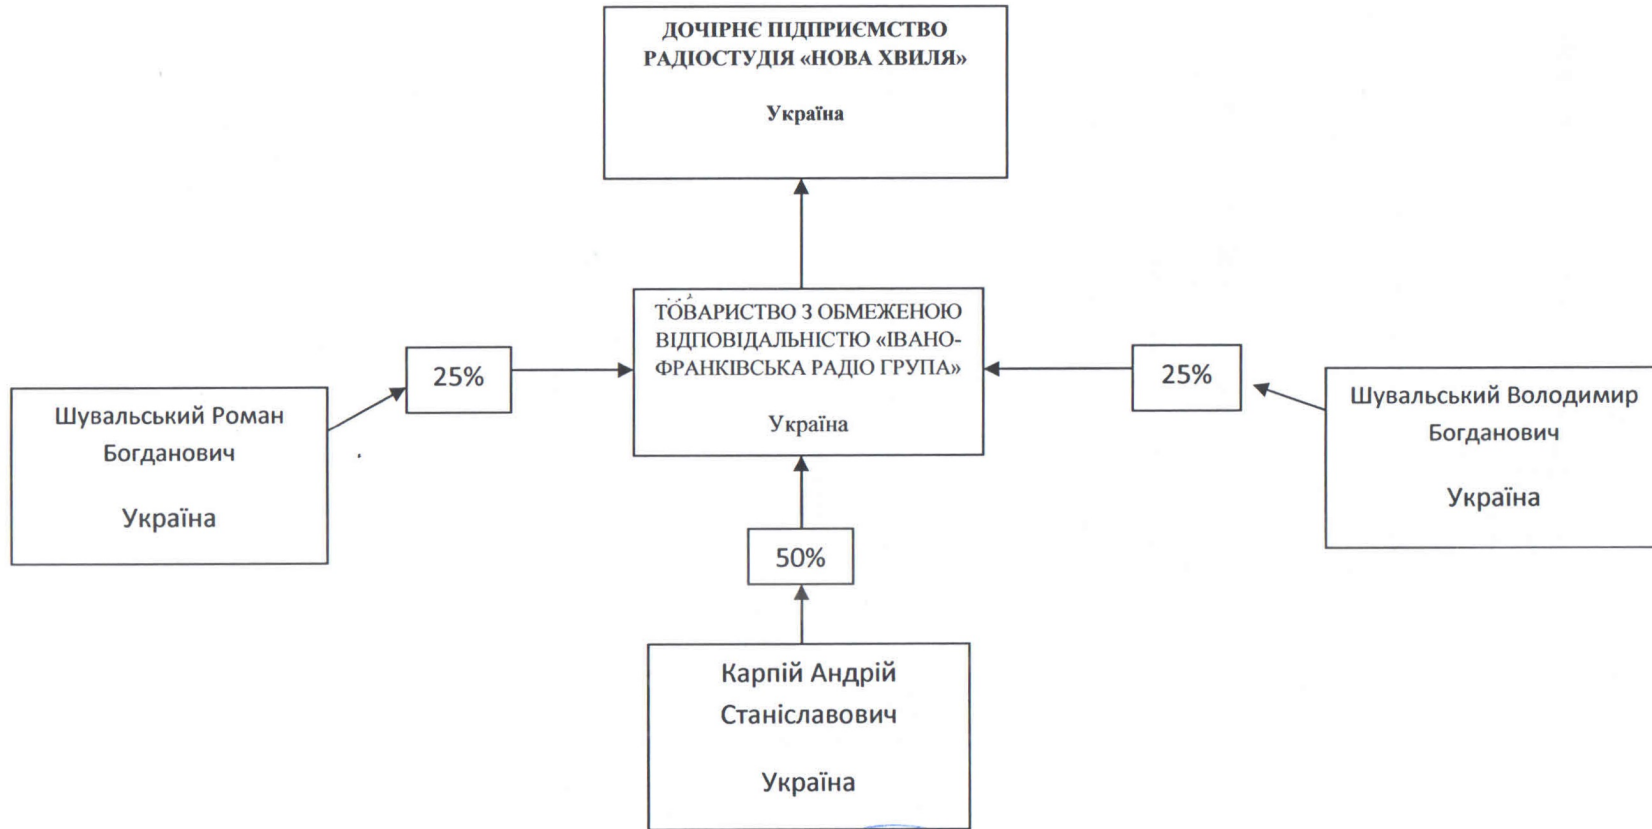 ДОЧІРНЄ ПІДПРИЄМСТВО
РАДІОСТУДІЯ «НОВА ХВИЛЯ»
Україна
ТОВАРИСТВО З ОБМЕЖЕНОЮ
ВІДПОВІДАЛЬНІСТЮ «ІВАНО-
ФРАНКІВСЬКА РАДІО ГРУПА»
Україна
25%
25%
Шувальський Роман
Богданович
Україна
Шувальський Володимир
Богданович
Україна
50%
Карпій Андрій
Станіславович
Україна